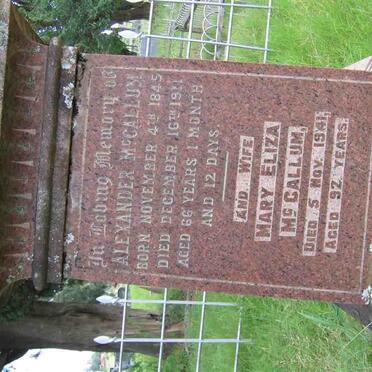 In Loving Memory of
ALEXANDER McCALLUM
BORN NOVEMBER 4TH 1845
DIED DECEMBER 16TH 1911
AGED 66 YEARS 1 MONTH
AND 12 DAYS.
AND WIFE
MARY ELIZA
McCALLUM,
DIED 5 NOV. 1941
AGED 92 YEARS.